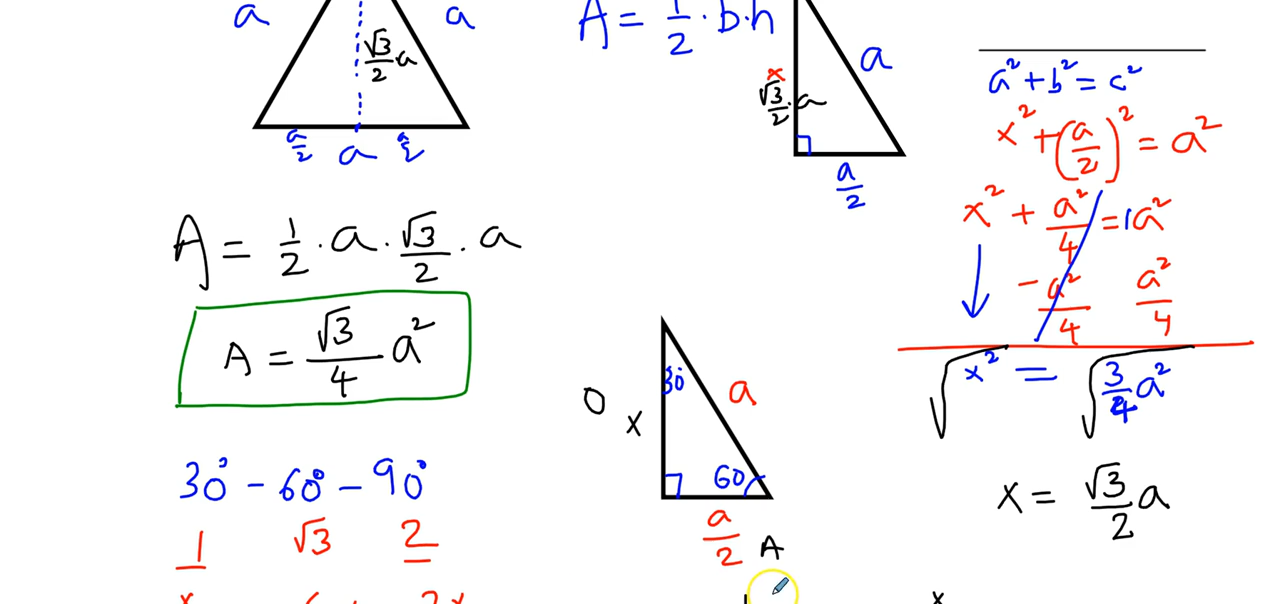 a a
√3/2 a
a/2 a a/2
A = 1/2 · b · h
x
√3/2 · a
a
a/2
a² + b² = c²
x² + (a/2)² = a²
x² + a²/4 = 1a²
- a²/4 a²/4
√x² = √3/4 a²
x = √3/2 a
A = 1/2 · a · √3/2 · a
A = √3/4 a²
30° - 60° - 90°
1 √3 2
30°
O x a
60
a/2 A
x